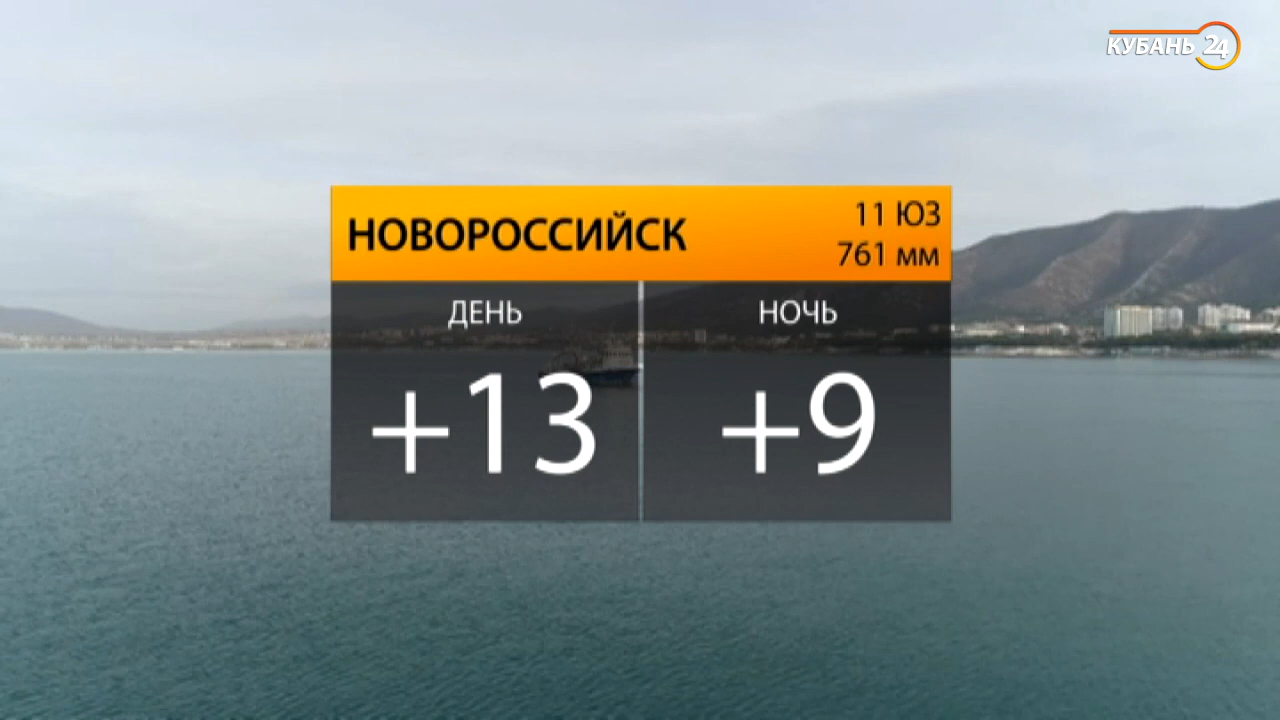 КУБАНЬ 24
НОВОРОССИЙСК
11 ЮЗ
761 мм
ДЕНЬ
НОЧЬ
+13
+9